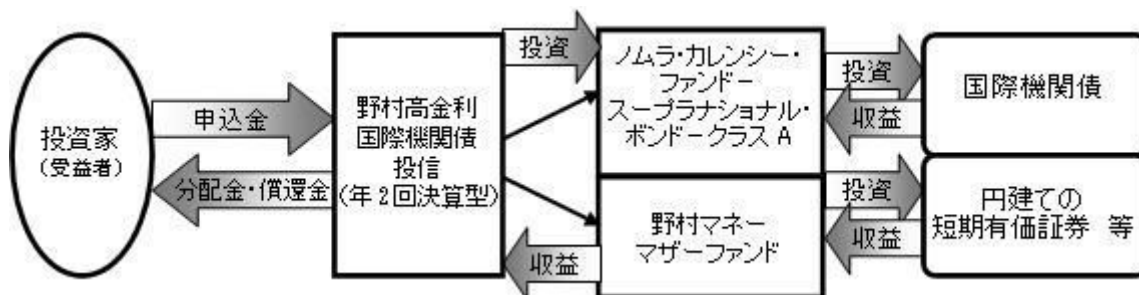 投資家
(受益者)
申込金
分配金・償還金
野村高金利
国際機関債
投信
(年2回決算型)
投資
収益
ノムラ・カレンシー・
ファンドー
スープラナショナル・
ボンドークラス A
野村マネー
マザーファンド
投資
収益
投資
収益
国際機関債
円建ての
短期有価証券 等